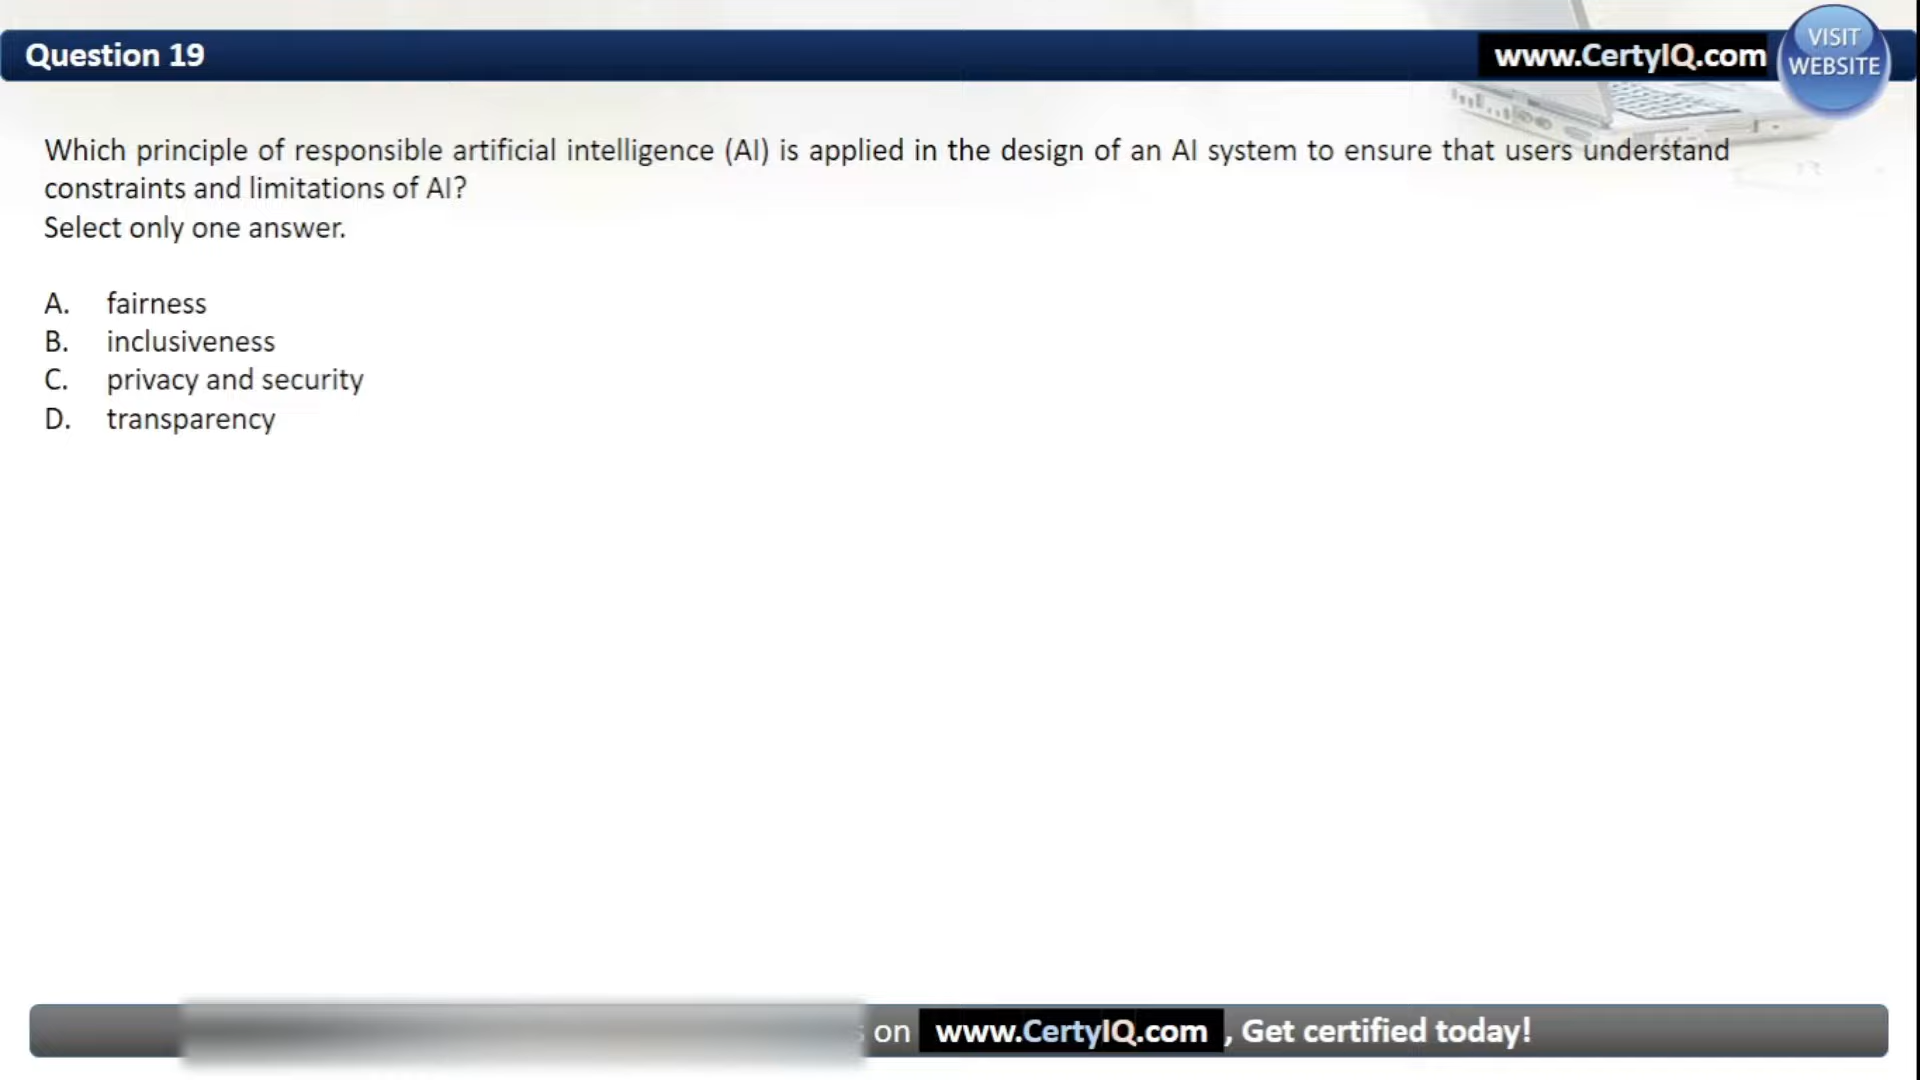 Question 19
www.CertyIQ.com
VISIT
WEBSITE
Which principle of responsible artificial intelligence (AI) is applied in the design of an AI system to ensure that users understand
constraints and limitations of AI?
Select only one answer.
A. fairness
B. inclusiveness
C. privacy and security
D. transparency
on www.CertyIQ.com , Get certified today!